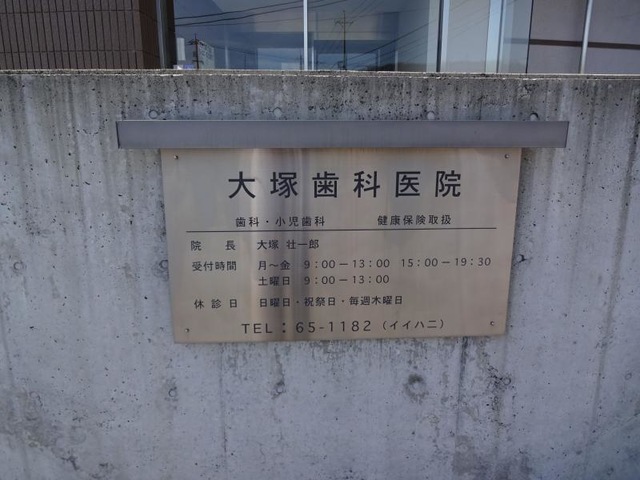 大塚歯科医院
歯科・小児歯科 健康保険取扱
院長 大塚 壮一郎
受付時間 月～金 9:00－13:00 15:00－19:30
土曜日 9:00－13:00
休診日 日曜日・祝祭日・毎週木曜日
TEL:65-1182(イイハニ)